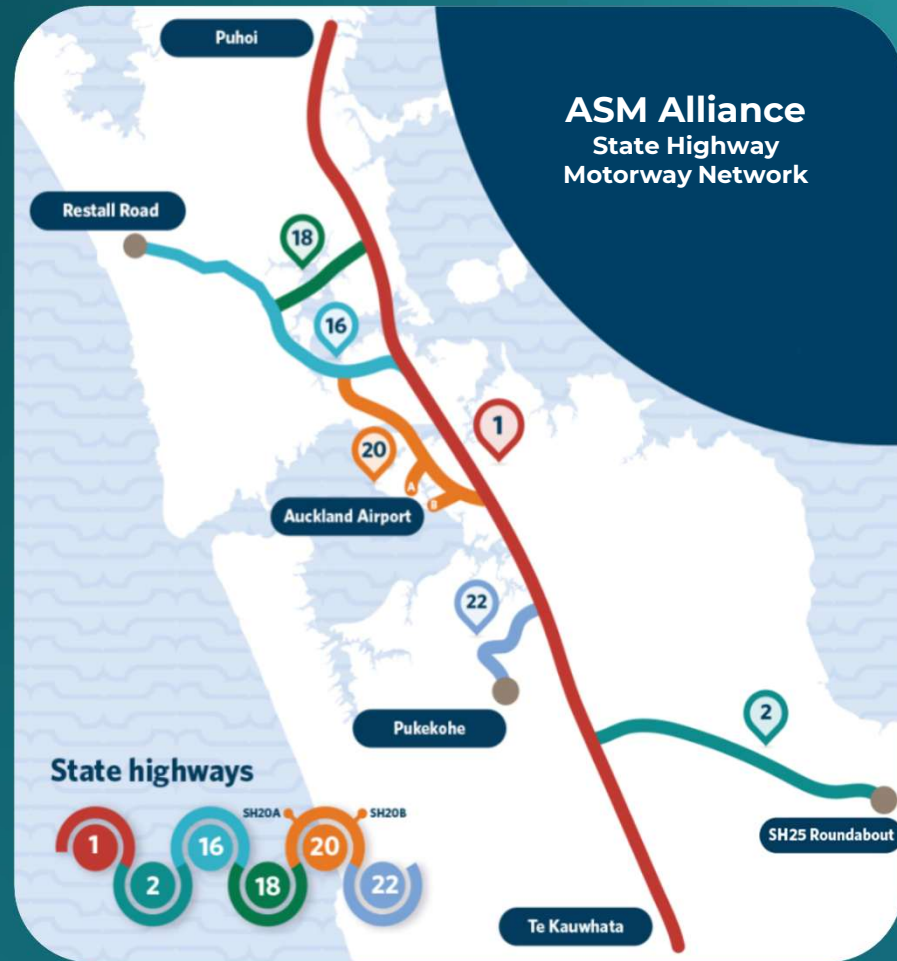 Puhoi
ASM Alliance
State Highway
Motorway Network
Restall Road
18
16
1
20
A
B
Auckland Airport
22
2
Pukekohe
SH25 Roundabout
State highways
SH20A
SH20B
1
16
20
2
18
22
Te Kauwhata